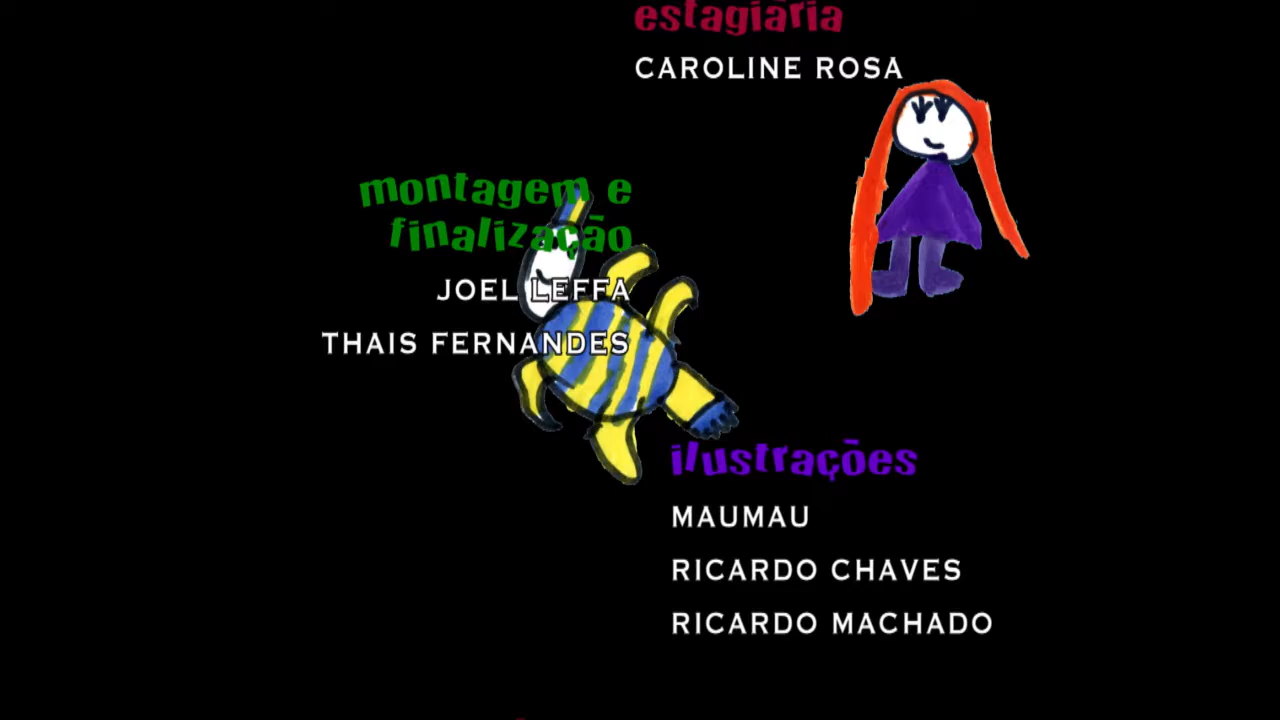 estagiária
CAROLINE ROSA
montagem e
finalização
JOEL LEFFA
THAIS FERNANDES
ilustrações
MAUMAU
RICARDO CHAVES
RICARDO MACHADO